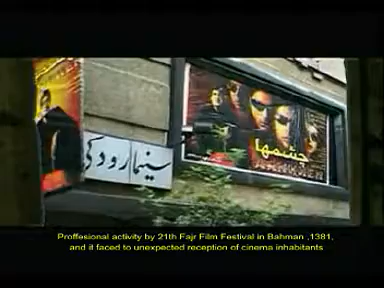 چشمها
سینما رودکی
Proffesional activity by 21th Fajr Film Festival in Bahman ,1381,
and it faced to unexpected reception of cinema inhabitants